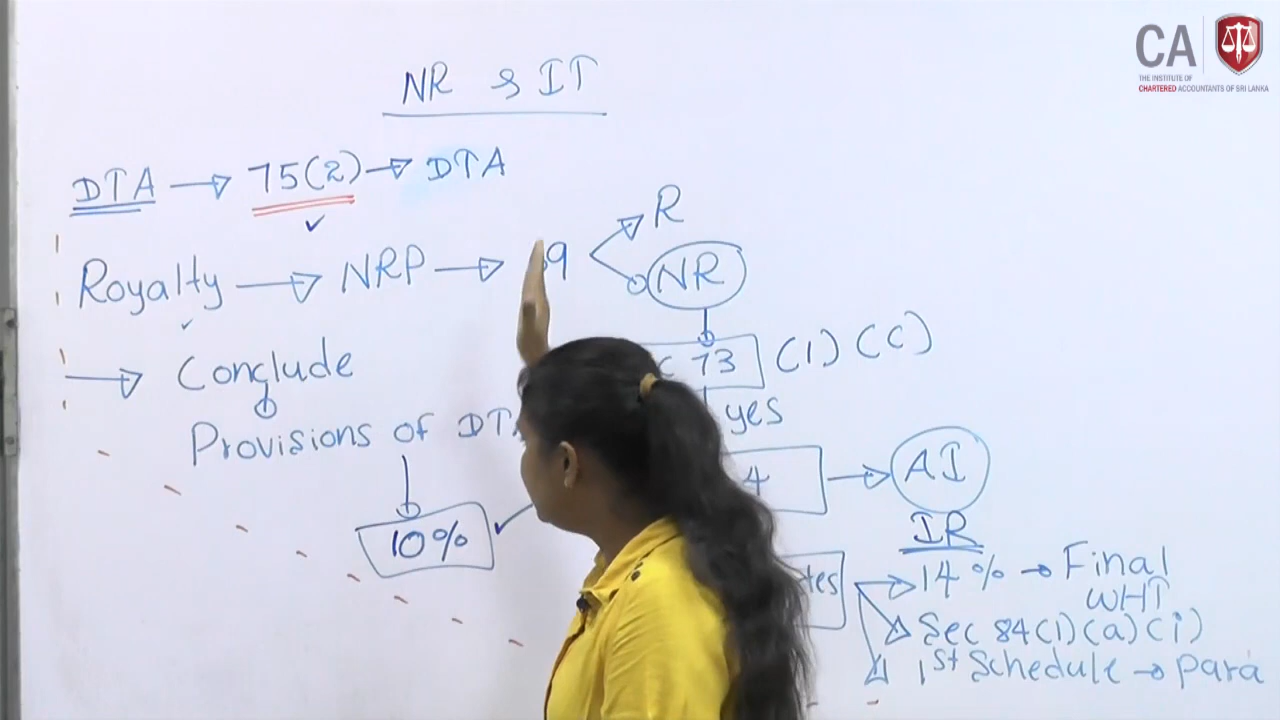 CA
THE INSTITUTE OF
CHARTERED ACCOUNTANTS OF SRI LANKA
NR & IT
DTA → 75(2) → DTA
Royalty → NRP → 9
R
NR
73 (1) (C)
→ Conclude
yes
Provisions of DT
4 → AI
10%
IR
14% → Final
WHT
Sec 84(1)(a)(i)
1st Schedule → para